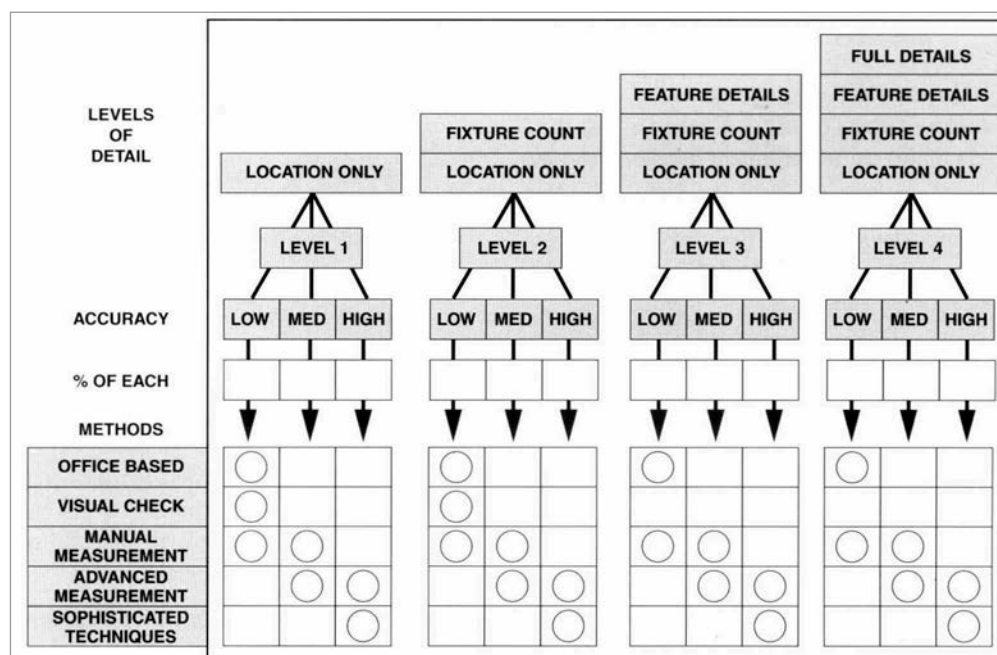 FULL DETAILS
FEATURE DETAILS FEATURE DETAILS
LEVELS
OF
DETAIL
FIXTURE COUNT FIXTURE COUNT FIXTURE COUNT
LOCATION ONLY LOCATION ONLY LOCATION ONLY LOCATION ONLY
LEVEL 1 LEVEL 2 LEVEL 3 LEVEL 4
ACCURACY LOW MED HIGH LOW MED HIGH LOW MED HIGH LOW MED HIGH
% OF EACH
METHODS
OFFICE BASED
VISUAL CHECK
MANUAL
MEASUREMENT
ADVANCED
MEASUREMENT
SOPHISTICATED
TECHNIQUES